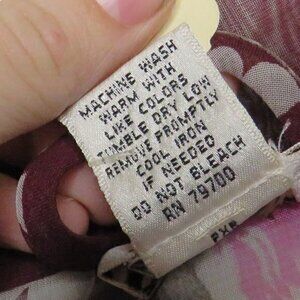 MACHINE WASH
WARM WITH
LIKE COLORS
TUMBLE DRY LOW
REMOVE PROMPTLY
COOL IRON
IF NEEDED
DO NOT BLEACH
RN 79700